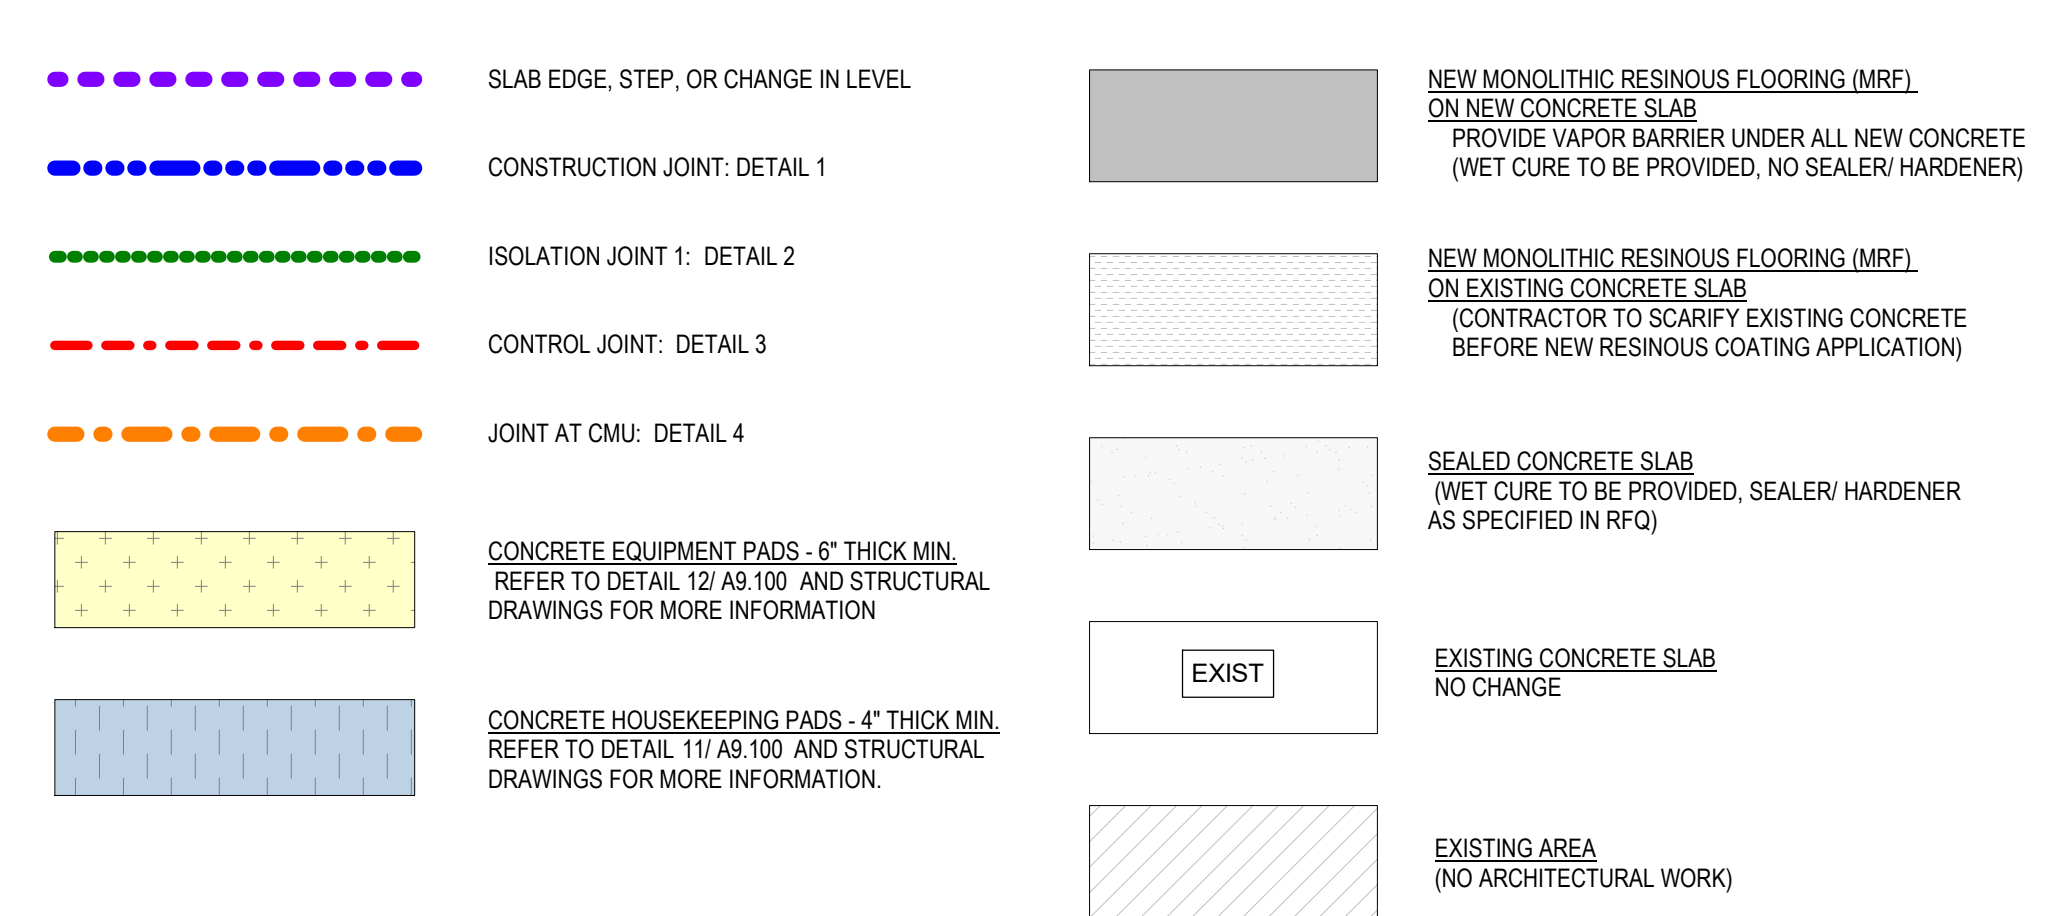 SLAB EDGE, STEP, OR CHANGE IN LEVEL
CONSTRUCTION JOINT: DETAIL 1
ISOLATION JOINT 1:  DETAIL 2
CONTROL JOINT:  DETAIL 3
JOINT AT CMU:  DETAIL 4
CONCRETE EQUIPMENT PADS - 6" THICK MIN.
REFER TO DETAIL 12/ A9.100  AND STRUCTURAL
DRAWINGS FOR MORE INFORMATION
CONCRETE HOUSEKEEPING PADS - 4" THICK MIN.
REFER TO DETAIL 11/ A9.100  AND STRUCTURAL
DRAWINGS FOR MORE INFORMATION.
NEW MONOLITHIC RESINOUS FLOORING (MRF)
ON NEW CONCRETE SLAB
PROVIDE VAPOR BARRIER UNDER ALL NEW CONCRETE
(WET CURE TO BE PROVIDED, NO SEALER/ HARDENER)
NEW MONOLITHIC RESINOUS FLOORING (MRF)
ON EXISTING CONCRETE SLAB
(CONTRACTOR TO SCARIFY EXISTING CONCRETE
BEFORE NEW RESINOUS COATING APPLICATION)
SEALED CONCRETE SLAB
(WET CURE TO BE PROVIDED, SEALER/ HARDENER
AS SPECIFIED IN RFQ)
EXIST
EXISTING CONCRETE SLAB
NO CHANGE
EXISTING AREA
(NO ARCHITECTURAL WORK)